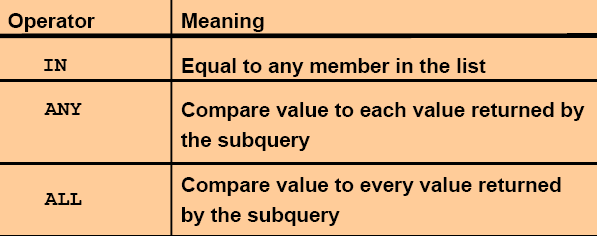 Operator Meaning
IN Equal to any member in the list
ANY Compare value to each value returned by
the subquery
ALL Compare value to every value returned
by the subquery